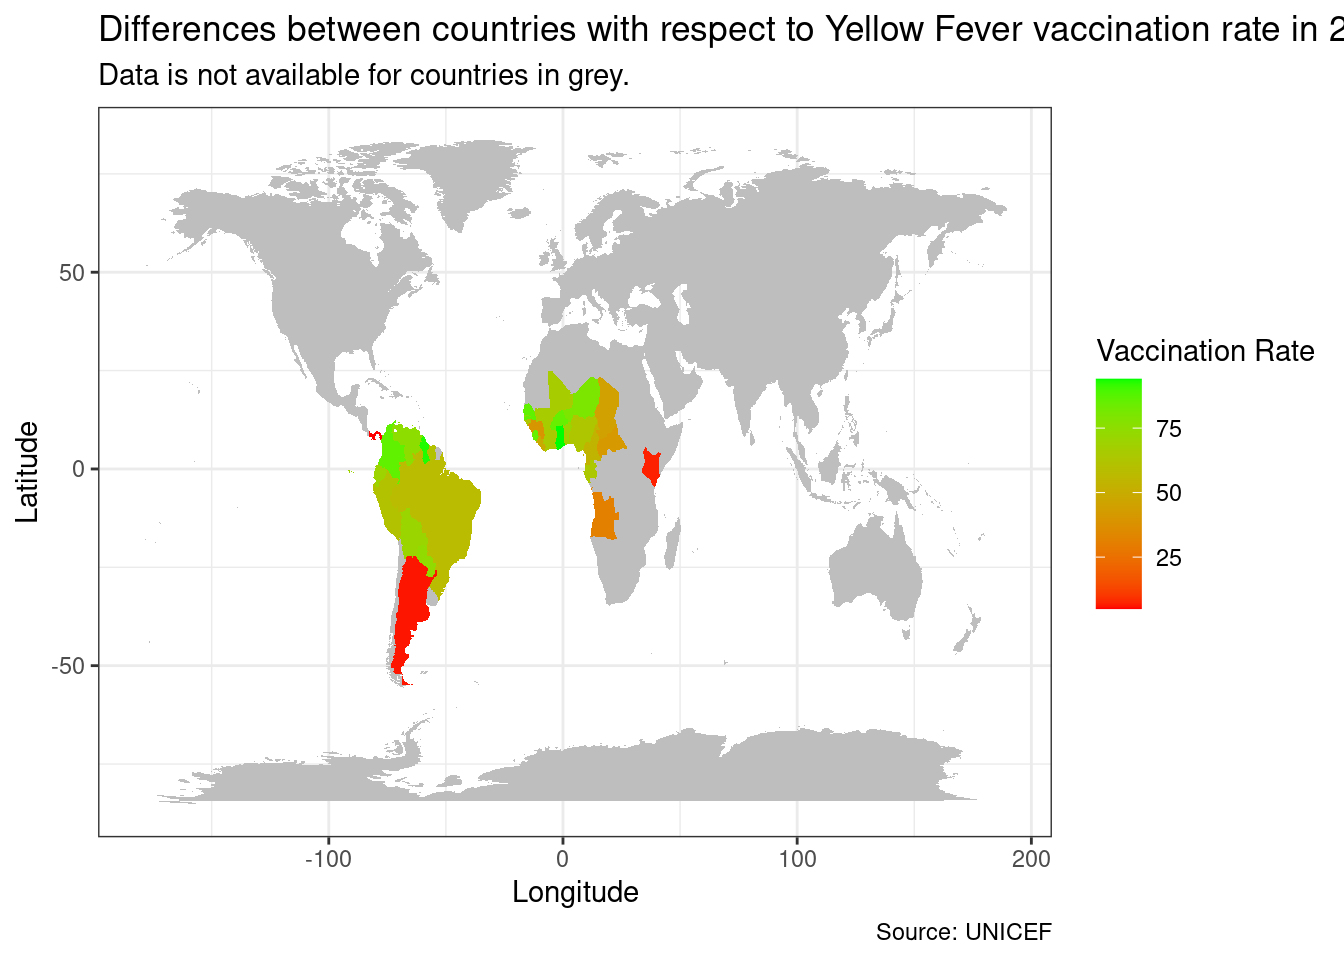 Differences between countries with respect to Yellow Fever vaccination rate in 2
Data is not available for countries in grey.
50
0
-50
Latitude
-100
0
100
200
Longitude
Vaccination Rate
75
50
25
Source: UNICEF